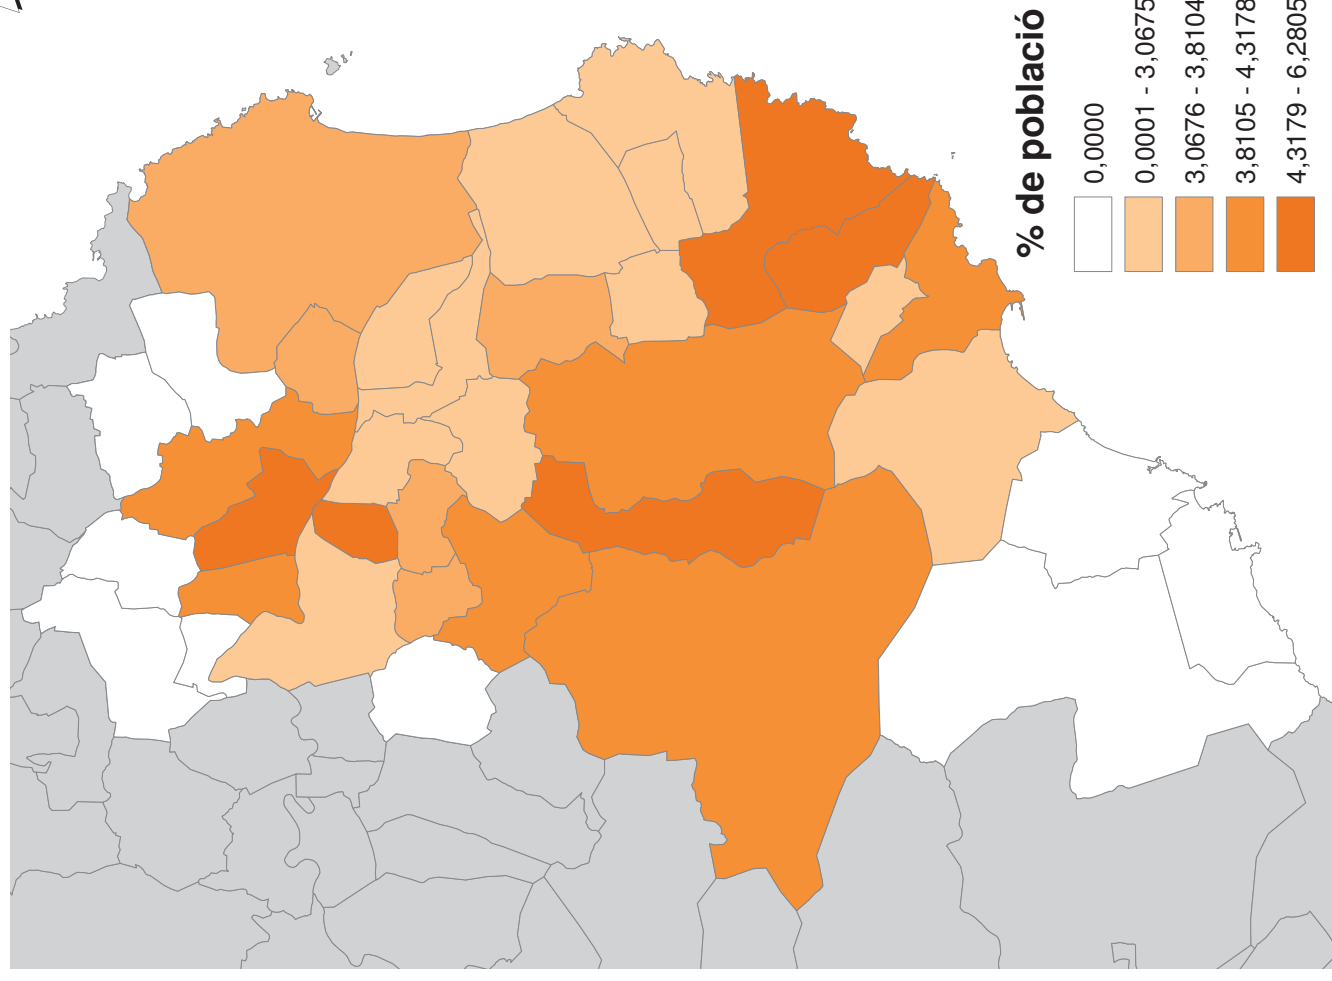 % de població
0,0000
0,0001 - 3,0675
3,0676 - 3,8104
3,8105 - 4,3178
4,3179 - 6,2805